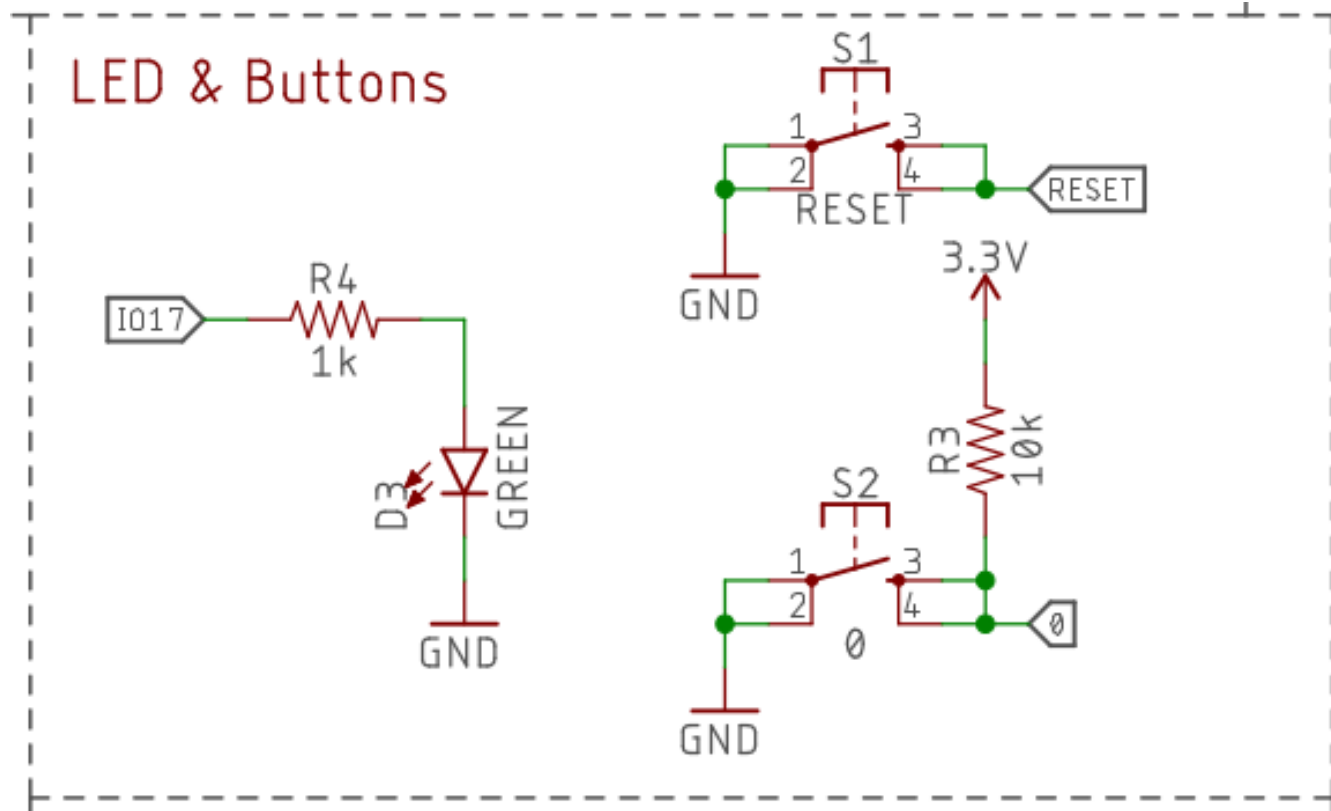 LED & Buttons
S1
1
3
2
4
RESET
RESET
GND
3.3V
R4
IO17
1k
R3
10k
D3
GREEN
GND
S2
1
3
2
4
0
0
GND